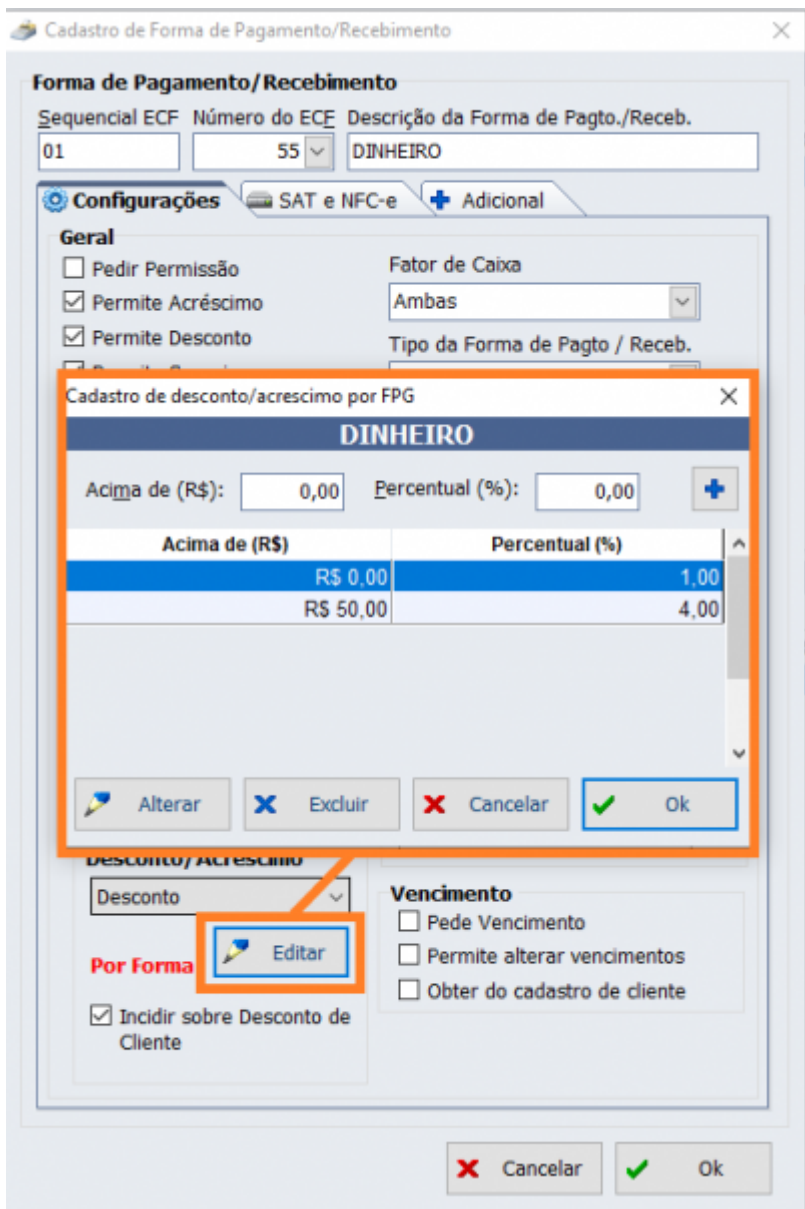 Cadastro de Forma de Pagamento/Recebimento
Forma de Pagamento/Recebimento
Sequencial ECF Número do ECF Descrição da Forma de Pagto./Receb.
01 55 DINHEIRO
Configurações SAT e NFC-e Adicional
Geral
Pedir Permissão Fator de Caixa
Permite Acréscimo Ambas
Permite Desconto Tipo da Forma de Pagto / Receb.
Cadastro de desconto/acrescimo por FPG
DINHEIRO
Acima de (R$): 0,00 Percentual (%): 0,00
Acima de (R$) Percentual (%)
R$ 0,00 1,00
R$ 50,00 4,00
Alterar Excluir Cancelar Ok
Desconto/Acréscimo
Desconto Vencimento
Pede Vencimento
Por Forma Editar Permite alterar vencimentos
Obter do cadastro de cliente
Incidir sobre Desconto de
Cliente
Cancelar Ok